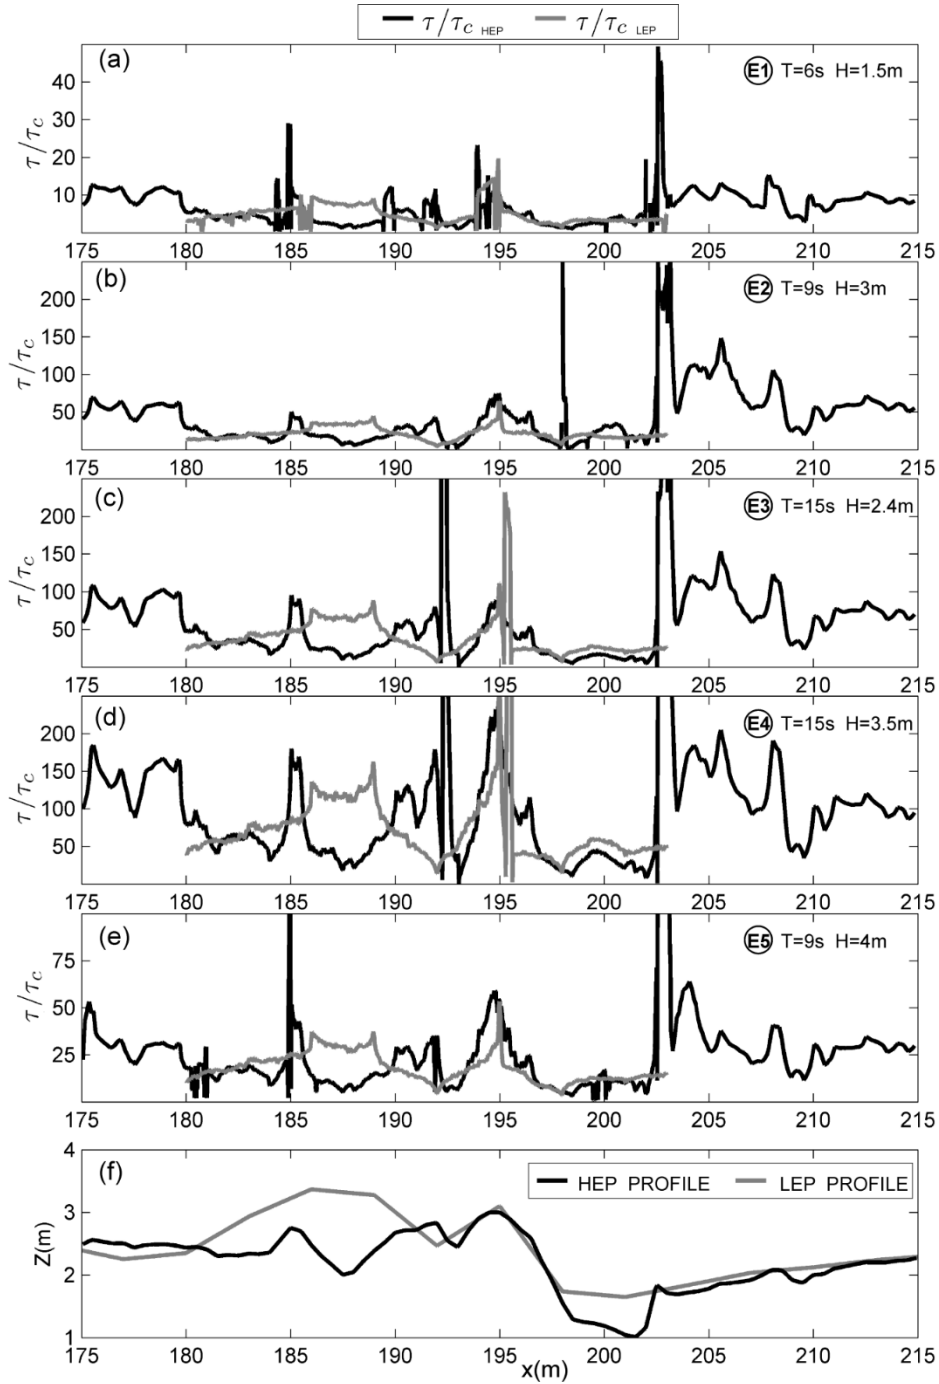 τ/τc HEP τ/τc LEP
(a) E1 T=6s H=1.5m
τ/τc
40
30
20
10
175 180 185 190 195 200 205 210 215
(b) E2 T=9s H=3m
τ/τc
200
150
100
50
175 180 185 190 195 200 205 210 215
(c) E3 T=15s H=2.4m
τ/τc
200
150
100
50
175 180 185 190 195 200 205 210 215
(d) E4 T=15s H=3.5m
τ/τc
200
150
100
50
175 180 185 190 195 200 205 210 215
(e) E5 T=9s H=4m
τ/τc
75
50
25
175 180 185 190 195 200 205 210 215
(f) HEP PROFILE LEP PROFILE
Z(m)
4
3
2
1
175 180 185 190 195 200 205 210 215
x(m)